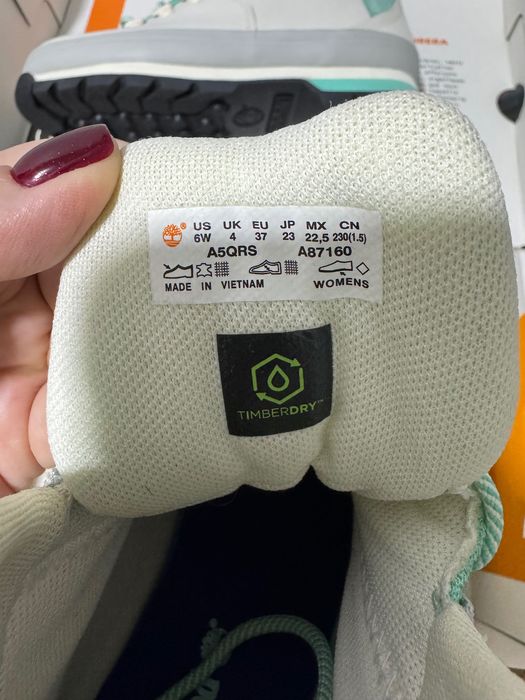 US UK EU JP MX CN
6W 4 37 23 22,5 230(1.5)
A5QRS A87160
MADE IN VIETNAM WOMENS
TIMBERDRY™